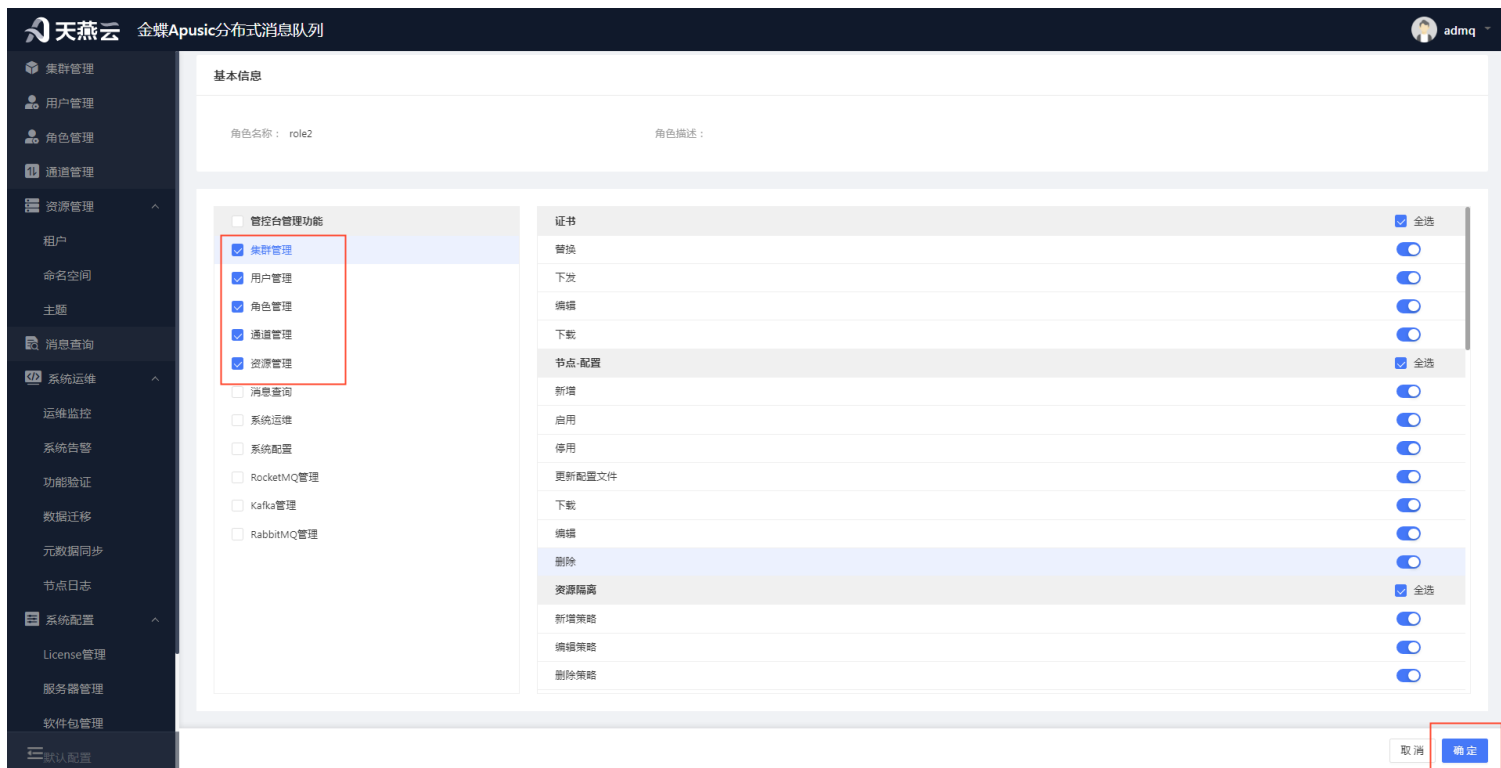 天燕云 金蝶Apusic分布式消息队列
admq
集群管理
用户管理
角色管理
通道管理
资源管理
租户
命名空间
主题
消息查询
系统运维
运维监控
系统告警
功能验证
数据迁移
元数据同步
节点日志
系统配置
License管理
服务器管理
软件包管理
默认配置
基本信息
角色名称： role2
角色描述：
管控台管理功能
集群管理
用户管理
角色管理
通道管理
资源管理
消息查询
系统运维
系统配置
RocketMQ管理
Kafka管理
RabbitMQ管理
证书 全选
替换
下发
编辑
下载
节点-配置 全选
新增
启用
停用
更新配置文件
下载
编辑
删除
资源隔离 全选
新增策略
编辑策略
删除策略
取消 确定